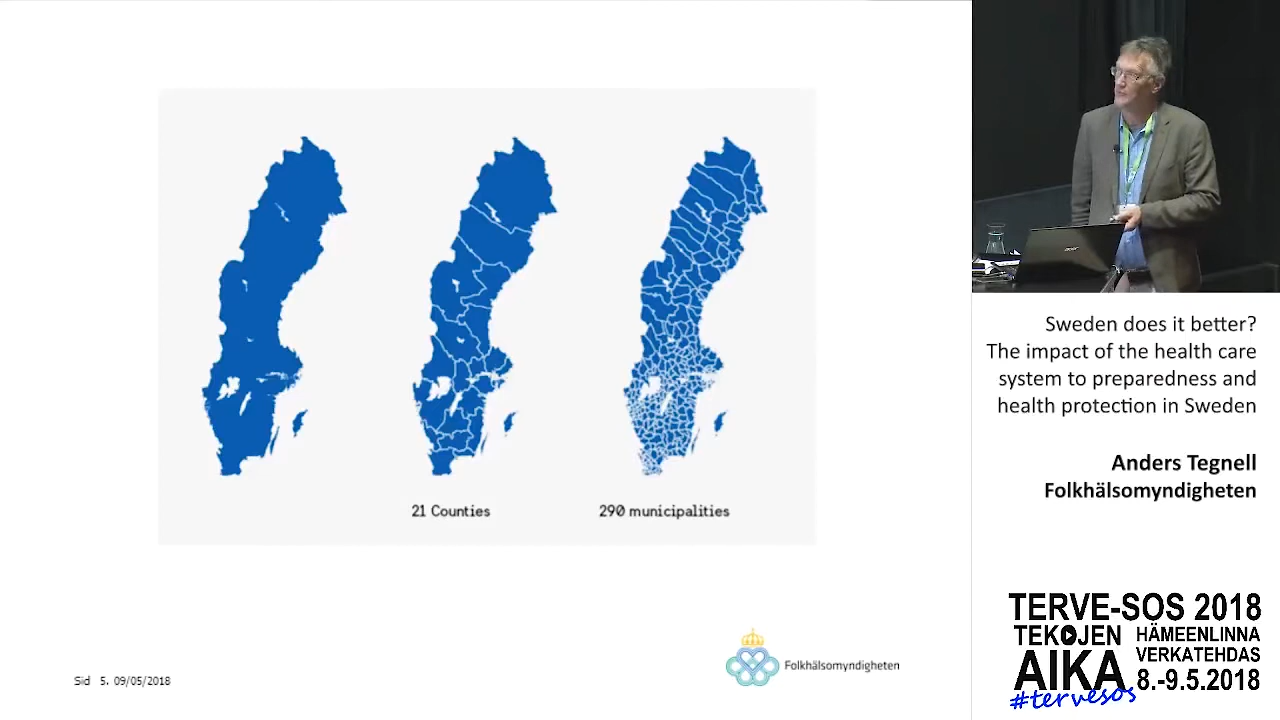 21 Counties
290 municipalities
Sid 5. 09/05/2018
Folkhälsomyndigheten
acer
Sweden does it better?
The impact of the health care
system to preparedness and
health protection in Sweden
Anders Tegnell
Folkhälsomyndigheten
TERVE-SOS 2018
TEKOJEN
AIKA
HÄMEENLINNA
VERKATEHDAS
8.-9.5.2018
#tervesos